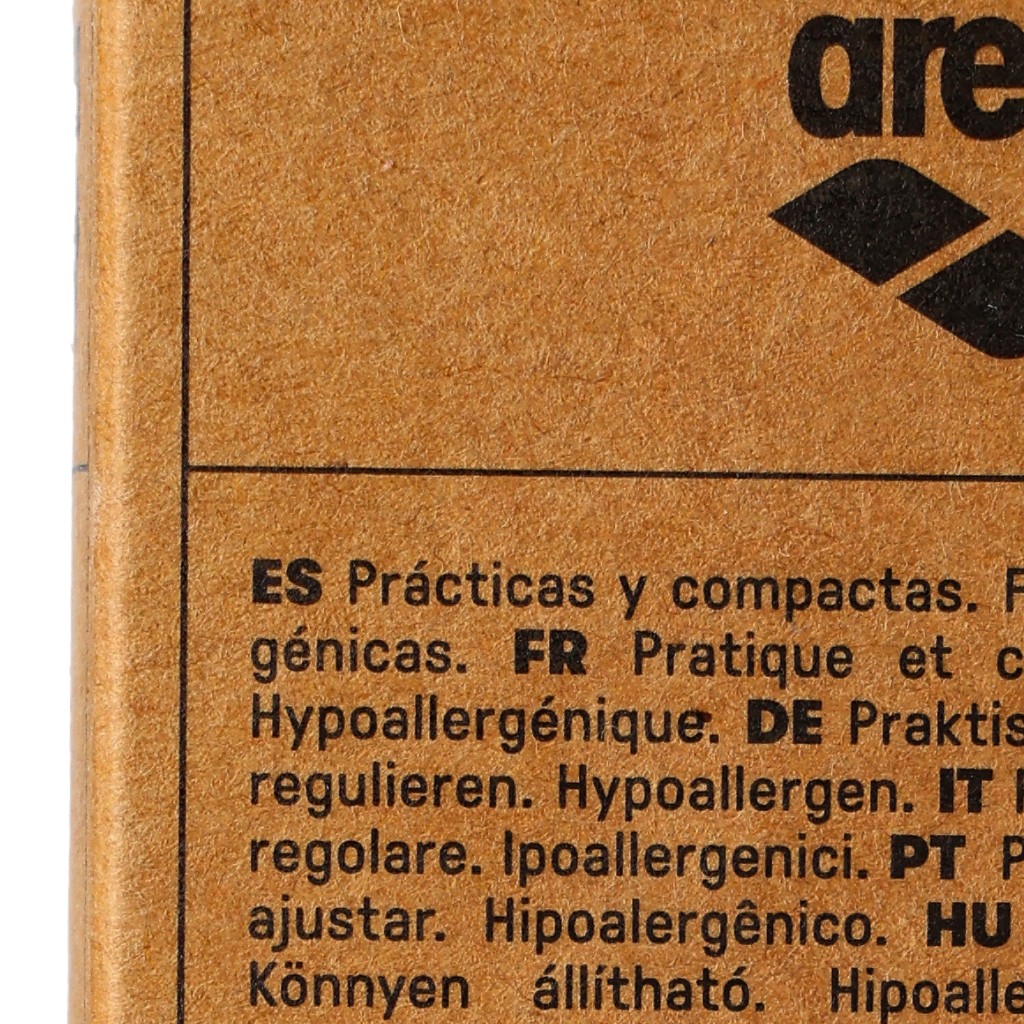 are
ES Prácticas y compactas. F
génicas. FR Pratique et c
Hypoallergénique. DE Praktis
regulieren. Hypoallergen. IT
regolare. Ipoallergenici. PT P
ajustar. Hipoalergênico. HU
Könnyen állítható. Hipoalle